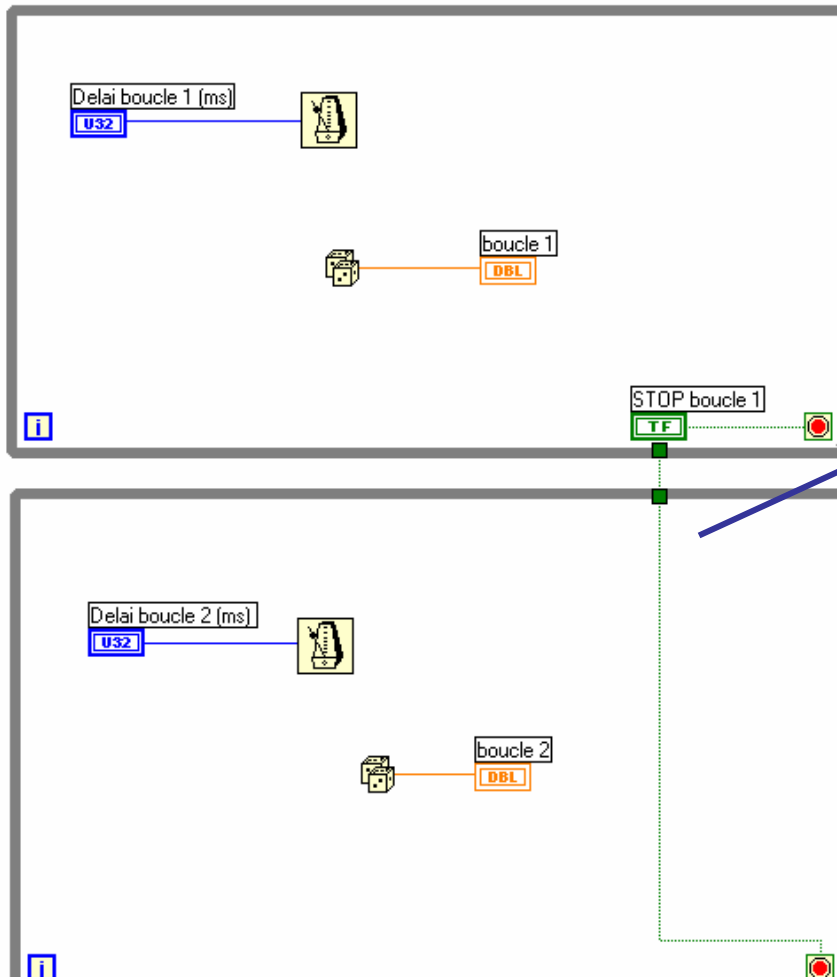 Delai boucle 1 (ms)
U32
boucle 1
DBL
STOP boucle 1
TF
i
Delai boucle 2 (ms)
U32
boucle 2
DBL
i